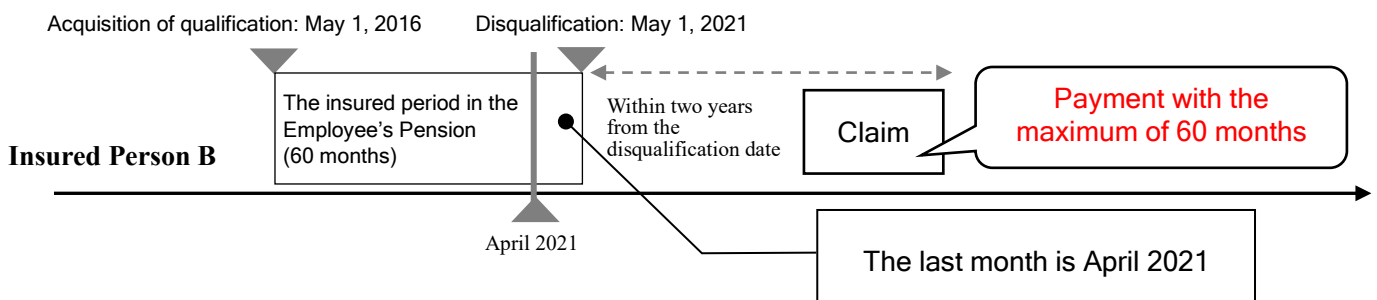 Acquisition of qualification: May 1, 2016
Disqualification: May 1, 2021
The insured period in the
Employee’s Pension
(60 months)
Within two years
from the
disqualification date
Claim
Payment with the
maximum of 60 months
Insured Person B
April 2021
The last month is April 2021